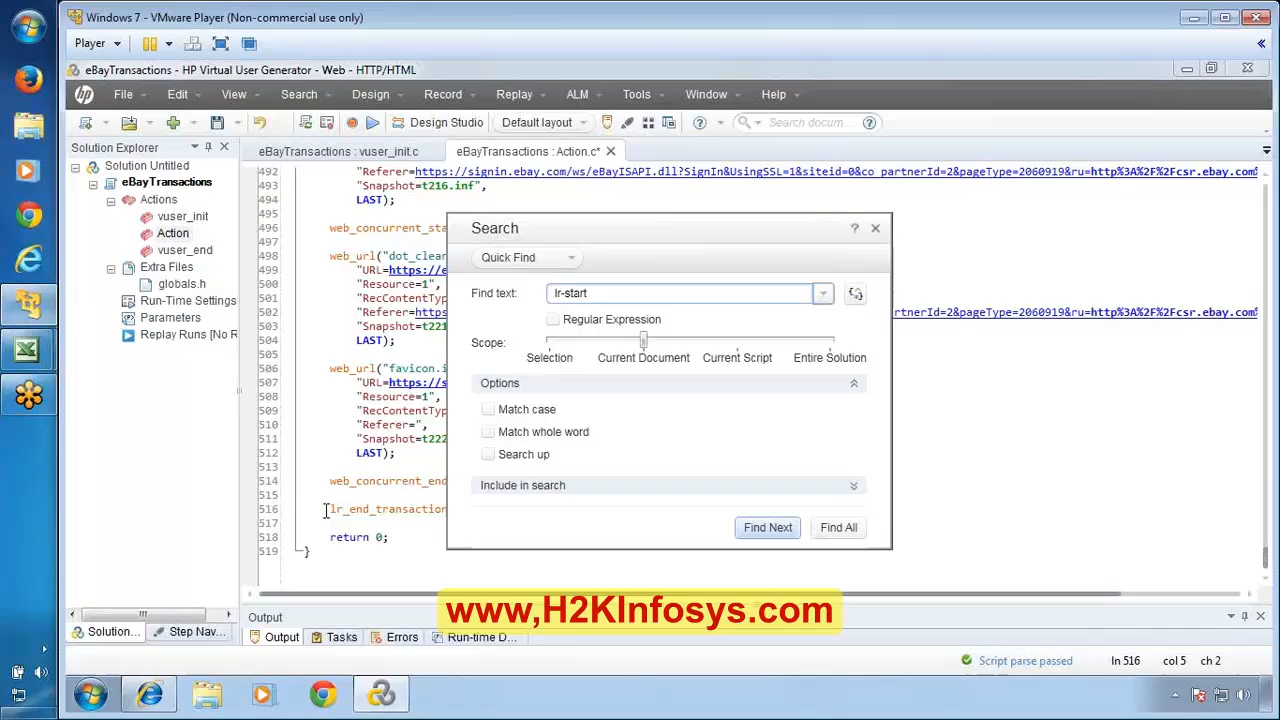 Windows 7 - VMware Player (Non-commercial use only)
Player
eBayTransactions - HP Virtual User Generator - Web - HTTP/HTML
File Edit View Search Design Record Replay ALM Tools Window Help
Design Studio Default layout Search docum
Solution Explorer
Solution Untitled
eBayTransactions
Actions
vuser_init
Action
vuser_end
Extra Files
globals.h
Run-Time Settings
Parameters
Replay Runs [No R
Solution... Step Nav...
eBayTransactions : vuser_init.c eBayTransactions : Action.c*
492 "Referer=https://signin.ebay.com/ws/eBayISAPI.dll?SignIn&UsingSSL=1&siteid=0&co_partnerId=2&pageType=2060919&ru=http%3A%2F%2Fcsr.ebay.com
493 "Snapshot=t216.inf",
494 LAST);
495
496 web_concurrent_sta
497
498 web_url("dot_clear
499 "URL=https://e
500 "Resource=1",
501 "RecContentTyp
502 "Referer=https partnerId=2&pageType=2060919&ru=http%3A%2F%2Fcsr.ebay.com
503 "Snapshot=t221
504 LAST);
505
506 web_url("favicon.i
507 "URL=https://s
508 "Resource=1",
509 "RecContentTyp
510 "Referer=",
511 "Snapshot=t222
512 LAST);
513
514 web_concurrent_end
515
516 lr_end_transaction
517
518 return 0;
519 }
Search
?
Quick Find
Find text: lr-start
Regular Expression
Scope:
Selection Current Document Current Script Entire Solution
Options
Match case
Match whole word
Search up
Include in search
Find Next Find All
www,H2KInfosys.com
Output
Output Tasks Errors Run-time D...
Script parse passed ln 516 col 5 ch 2